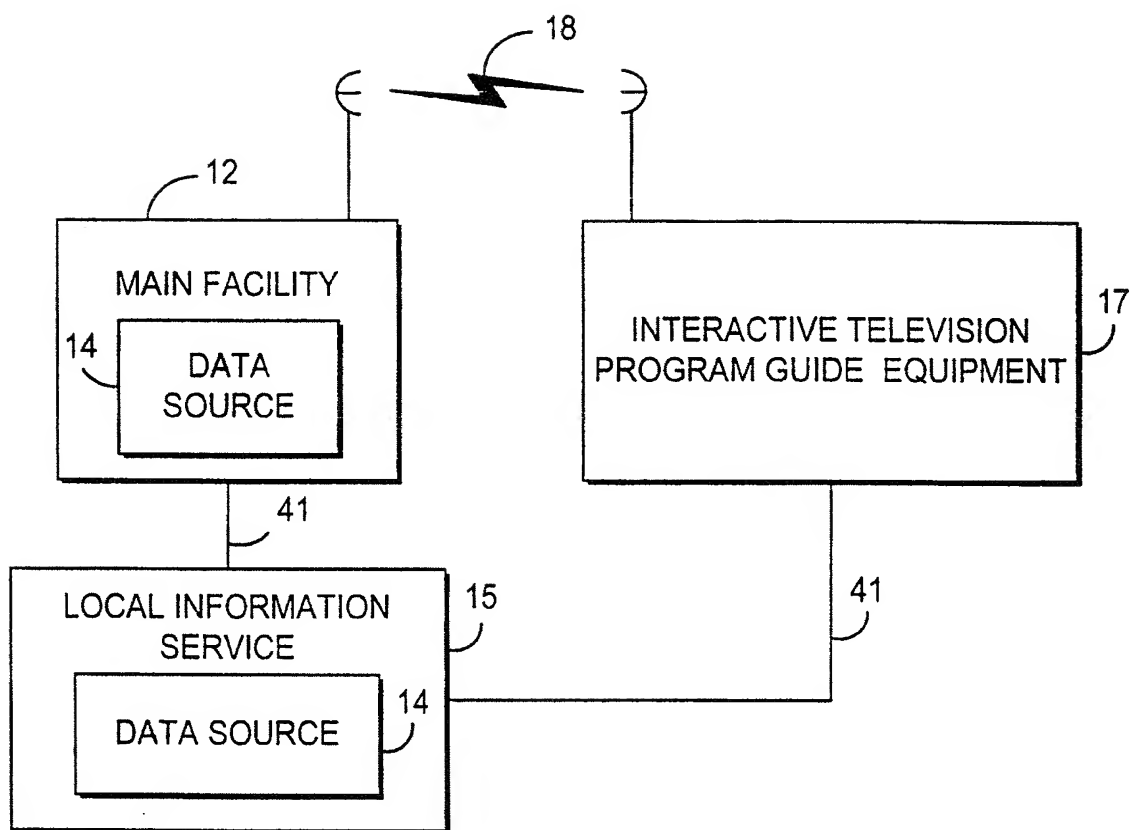 18
12
MAIN FACILITY
14
DATA
SOURCE
INTERACTIVE TELEVISION
PROGRAM GUIDE EQUIPMENT
17
41
LOCAL INFORMATION
SERVICE
15
41
DATA SOURCE
14